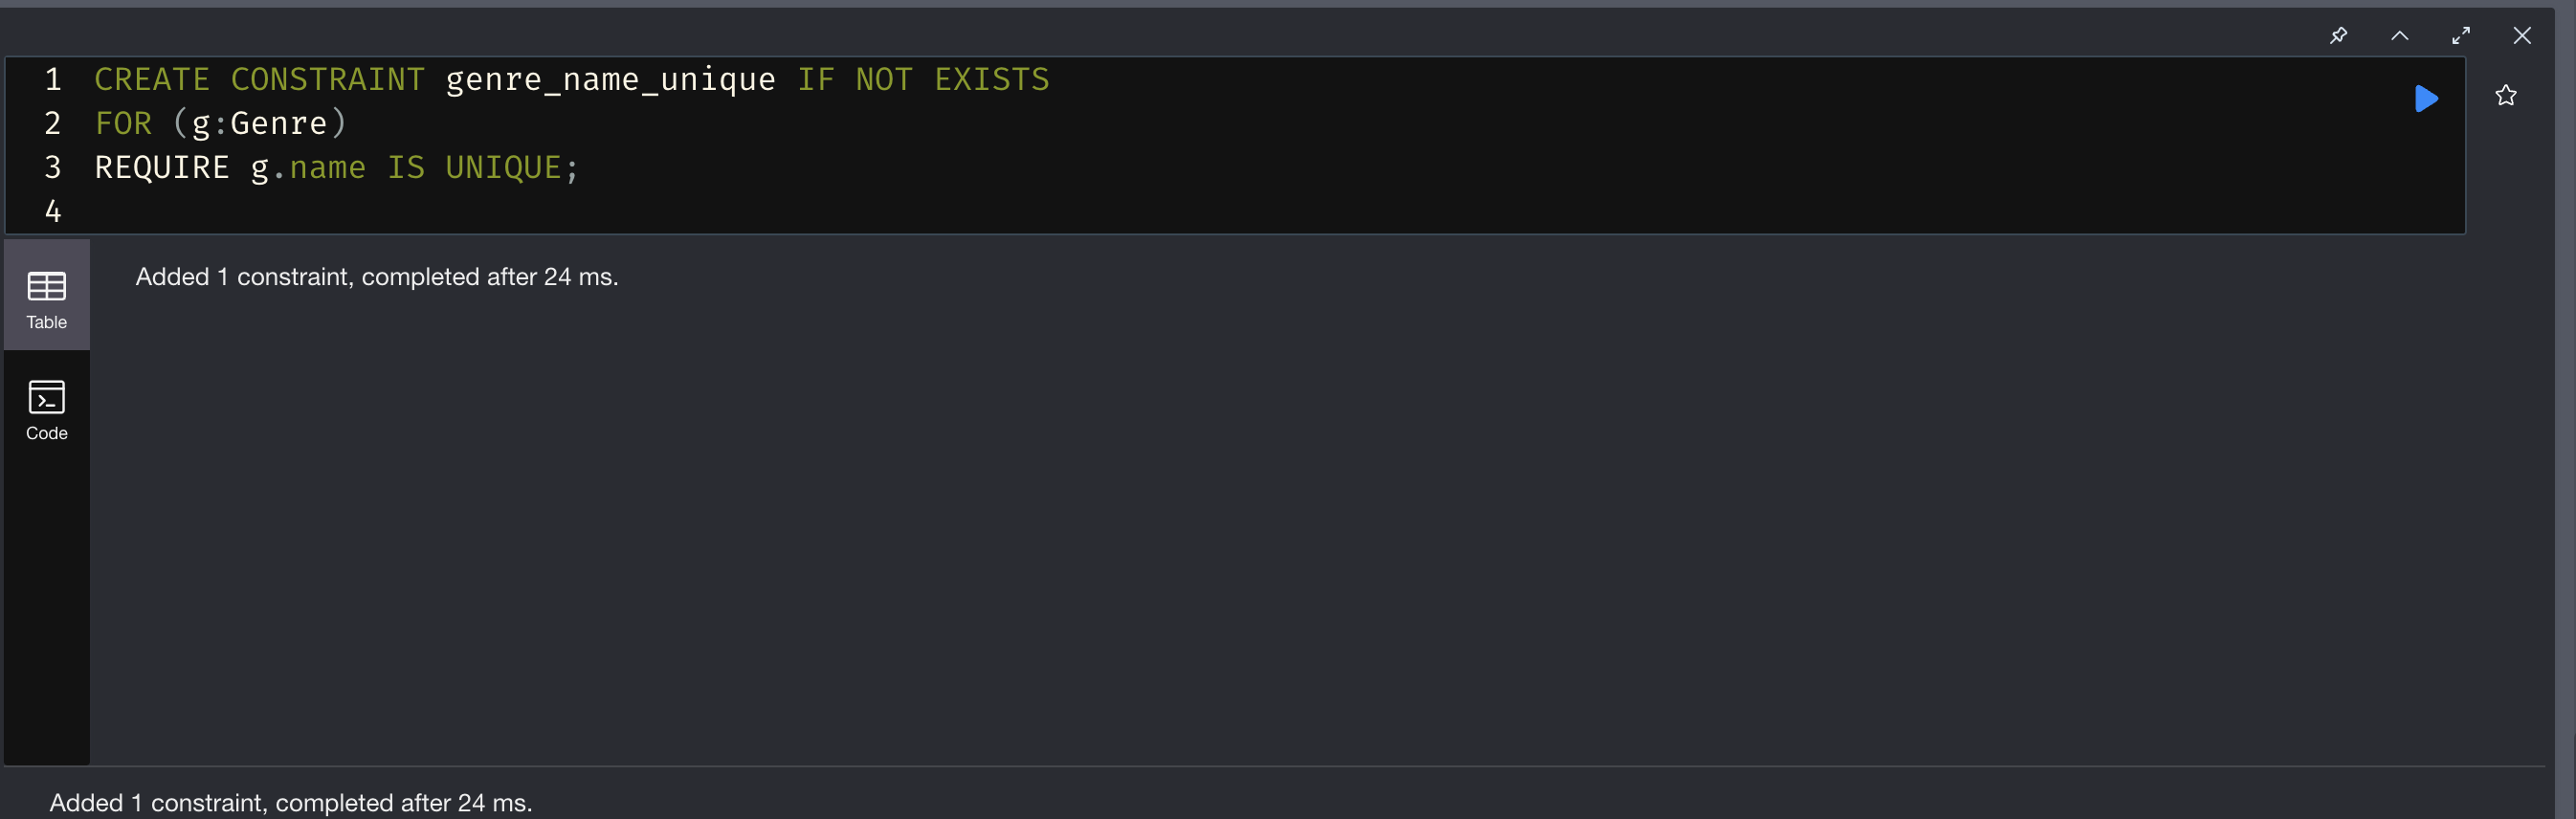 1 CREATE CONSTRAINT genre_name_unique IF NOT EXISTS
2 FOR (g:Genre)
3 REQUIRE g.name IS UNIQUE;
4
Added 1 constraint, completed after 24 ms.
Table
Code
Added 1 constraint, completed after 24 ms.